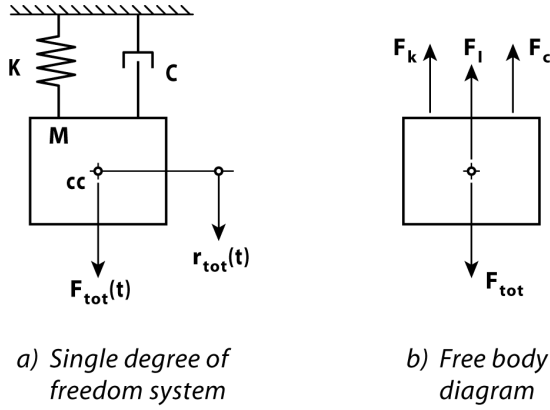 K
C
M
cc
F_tot(t)
r_tot(t)
a) Single degree of
freedom system
F_k
F_I
F_c
F_tot
b) Free body
diagram